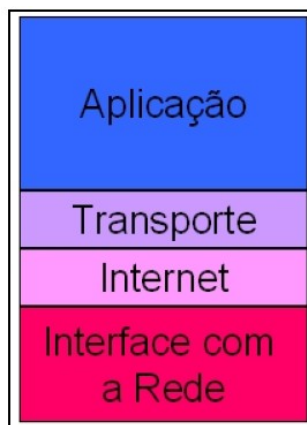 Aplicação
Transporte
Internet
Interface com
a Rede